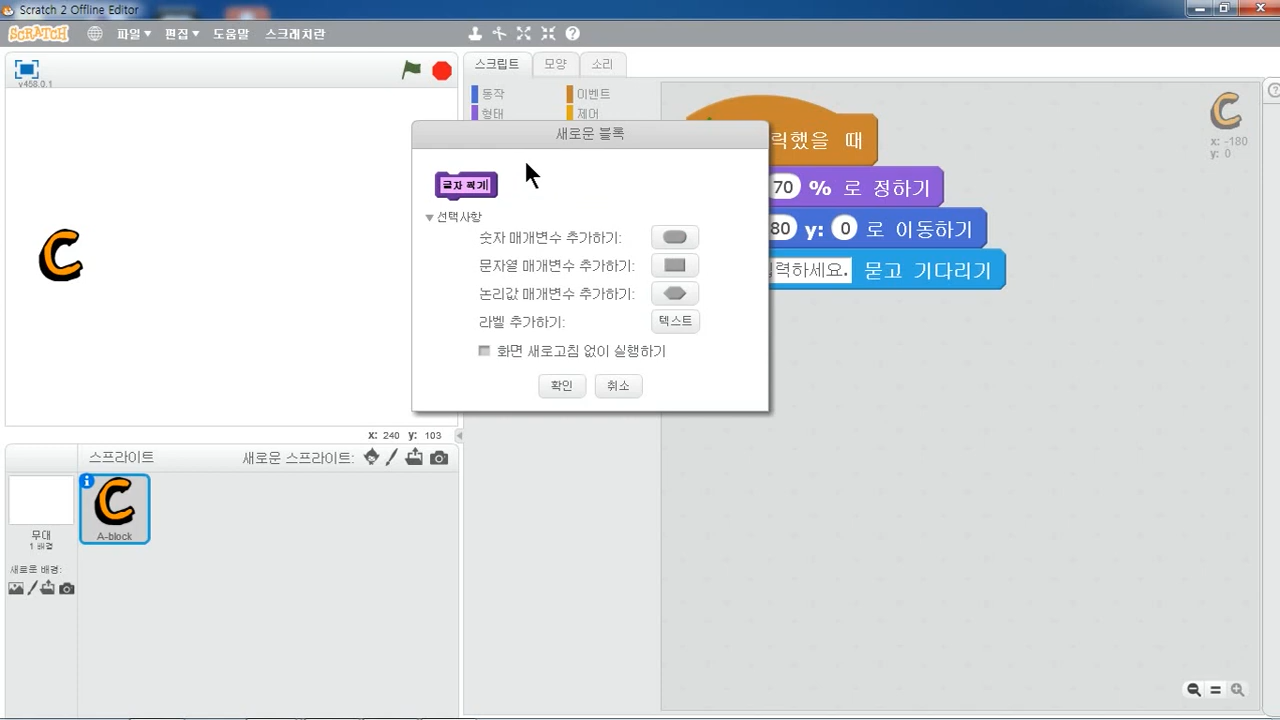 Scratch 2 Offline Editor
SCRATCH 파일 편집 도움말 스크래치란
v458.0.1
스크립트 모양 소리
동작 이벤트
형태 제어
새로운 블록
글자 찍기
선택사항
숫자 매개변수 추가하기:
문자열 매개변수 추가하기:
논리값 매개변수 추가하기:
라벨 추가하기: 텍스트
화면 새로고침 없이 실행하기
확인 취소
릭했을 때
70 % 로 정하기
80 y: 0 로 이동하기
력하세요. 묻고 기다리기
x: -180
y: 0
x: 240 y: 103
스프라이트 새로운 스프라이트:
무대
1 배경
A-block
새로운 배경: